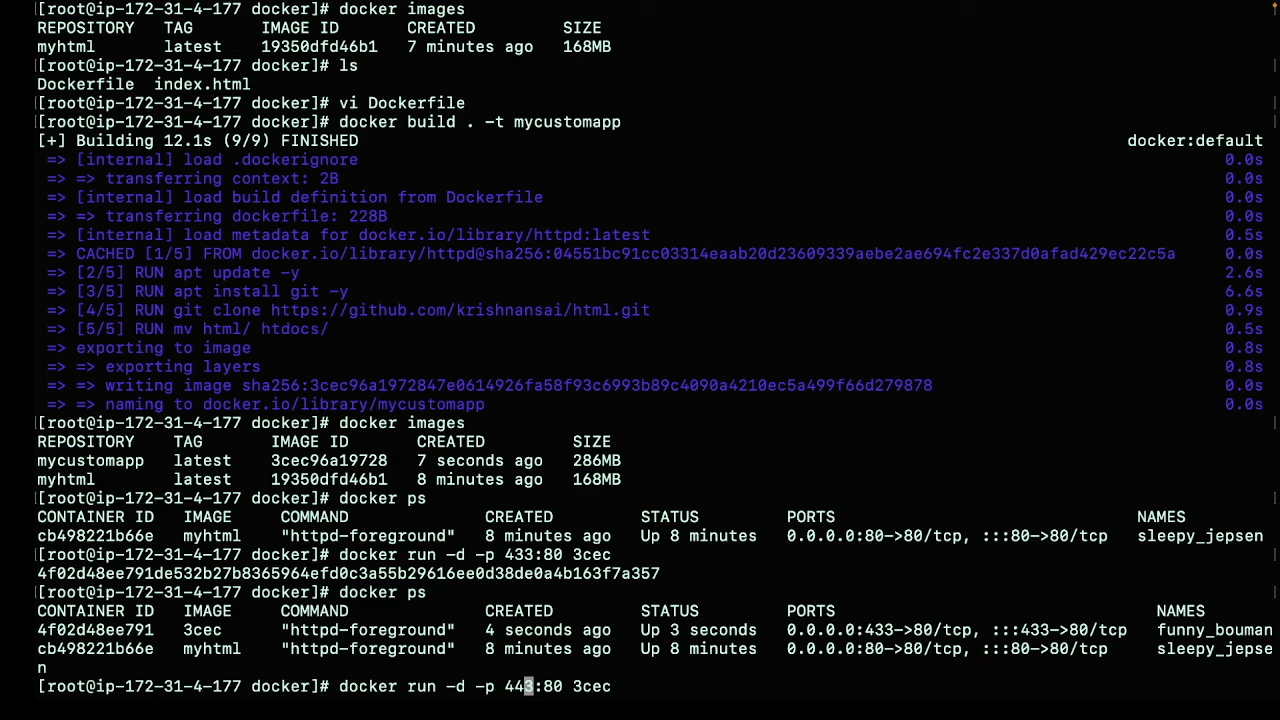 [root@ip-172-31-4-177 docker]# docker images
REPOSITORY TAG IMAGE ID CREATED SIZE
myhtml latest 19350dfd46b1 7 minutes ago 168MB
[root@ip-172-31-4-177 docker]# ls
Dockerfile index.html
[root@ip-172-31-4-177 docker]# vi Dockerfile
[root@ip-172-31-4-177 docker]# docker build . -t mycustomapp
[+] Building 12.1s (9/9) FINISHED docker:default
=> [internal] load .dockerignore 0.0s
=> => transferring context: 2B 0.0s
=> [internal] load build definition from Dockerfile 0.0s
=> => transferring dockerfile: 228B 0.0s
=> [internal] load metadata for docker.io/library/httpd:latest 0.5s
=> CACHED [1/5] FROM docker.io/library/httpd@sha256:04551bc91cc03314eaab20d23609339aebe2ae694fc2e337d0afad429ec22c5a 0.0s
=> [2/5] RUN apt update -y 2.6s
=> [3/5] RUN apt install git -y 6.6s
=> [4/5] RUN git clone https://github.com/krishnansai/html.git 0.9s
=> [5/5] RUN mv html/ htdocs/ 0.5s
=> exporting to image 0.8s
=> => exporting layers 0.8s
=> => writing image sha256:3cec96a1972847e0614926fa58f93c6993b89c4090a4210ec5a499f66d279878 0.0s
=> => naming to docker.io/library/mycustomapp 0.0s
[root@ip-172-31-4-177 docker]# docker images
REPOSITORY TAG IMAGE ID CREATED SIZE
mycustomapp latest 3cec96a19728 7 seconds ago 286MB
myhtml latest 19350dfd46b1 8 minutes ago 168MB
[root@ip-172-31-4-177 docker]# docker ps
CONTAINER ID IMAGE COMMAND CREATED STATUS PORTS NAMES
cb498221b66e myhtml "httpd-foreground" 8 minutes ago Up 8 minutes 0.0.0.0:80->80/tcp, :::80->80/tcp sleepy_jepsen
[root@ip-172-31-4-177 docker]# docker run -d -p 433:80 3cec
4f02d48ee791de532b27b8365964efd0c3a55b29616ee0d38de0a4b163f7a357
[root@ip-172-31-4-177 docker]# docker ps
CONTAINER ID IMAGE COMMAND CREATED STATUS PORTS NAMES
4f02d48ee791 3cec "httpd-foreground" 4 seconds ago Up 3 seconds 0.0.0.0:433->80/tcp, :::433->80/tcp funny_bouman
cb498221b66e myhtml "httpd-foreground" 8 minutes ago Up 8 minutes 0.0.0.0:80->80/tcp, :::80->80/tcp sleepy_jepse
n
[root@ip-172-31-4-177 docker]# docker run -d -p 443:80 3cec